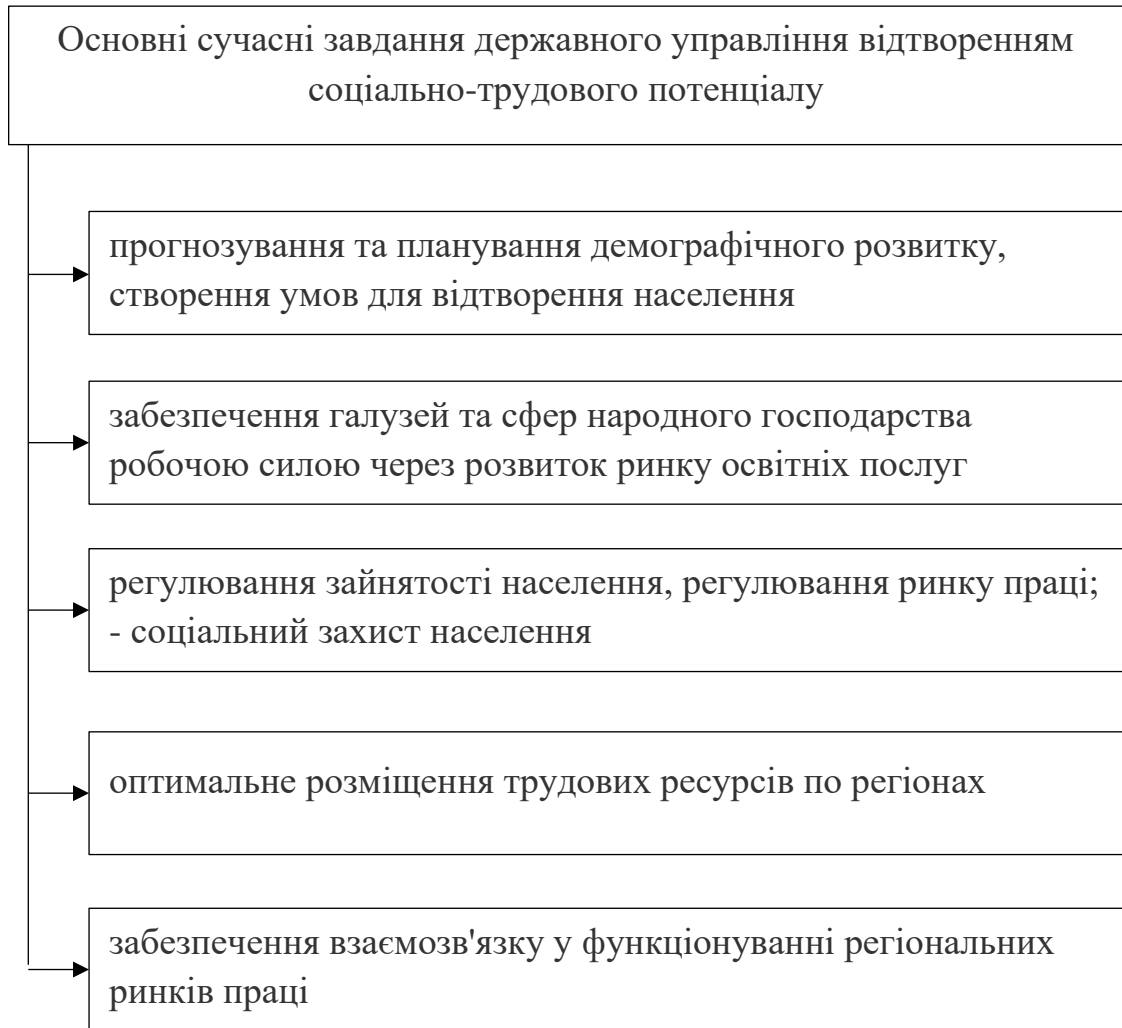 Основні сучасні завдання державного управління відтворенням
соціально-трудового потенціалу
прогнозування та планування демографічного розвитку,
створення умов для відтворення населення
забезпечення галузей та сфер народного господарства
робочою силою через розвиток ринку освітніх послуг
регулювання зайнятості населення, регулювання ринку праці;
- соціальний захист населення
оптимальне розміщення трудових ресурсів по регіонах
забезпечення взаємозв'язку у функціонуванні регіональних
ринків праці